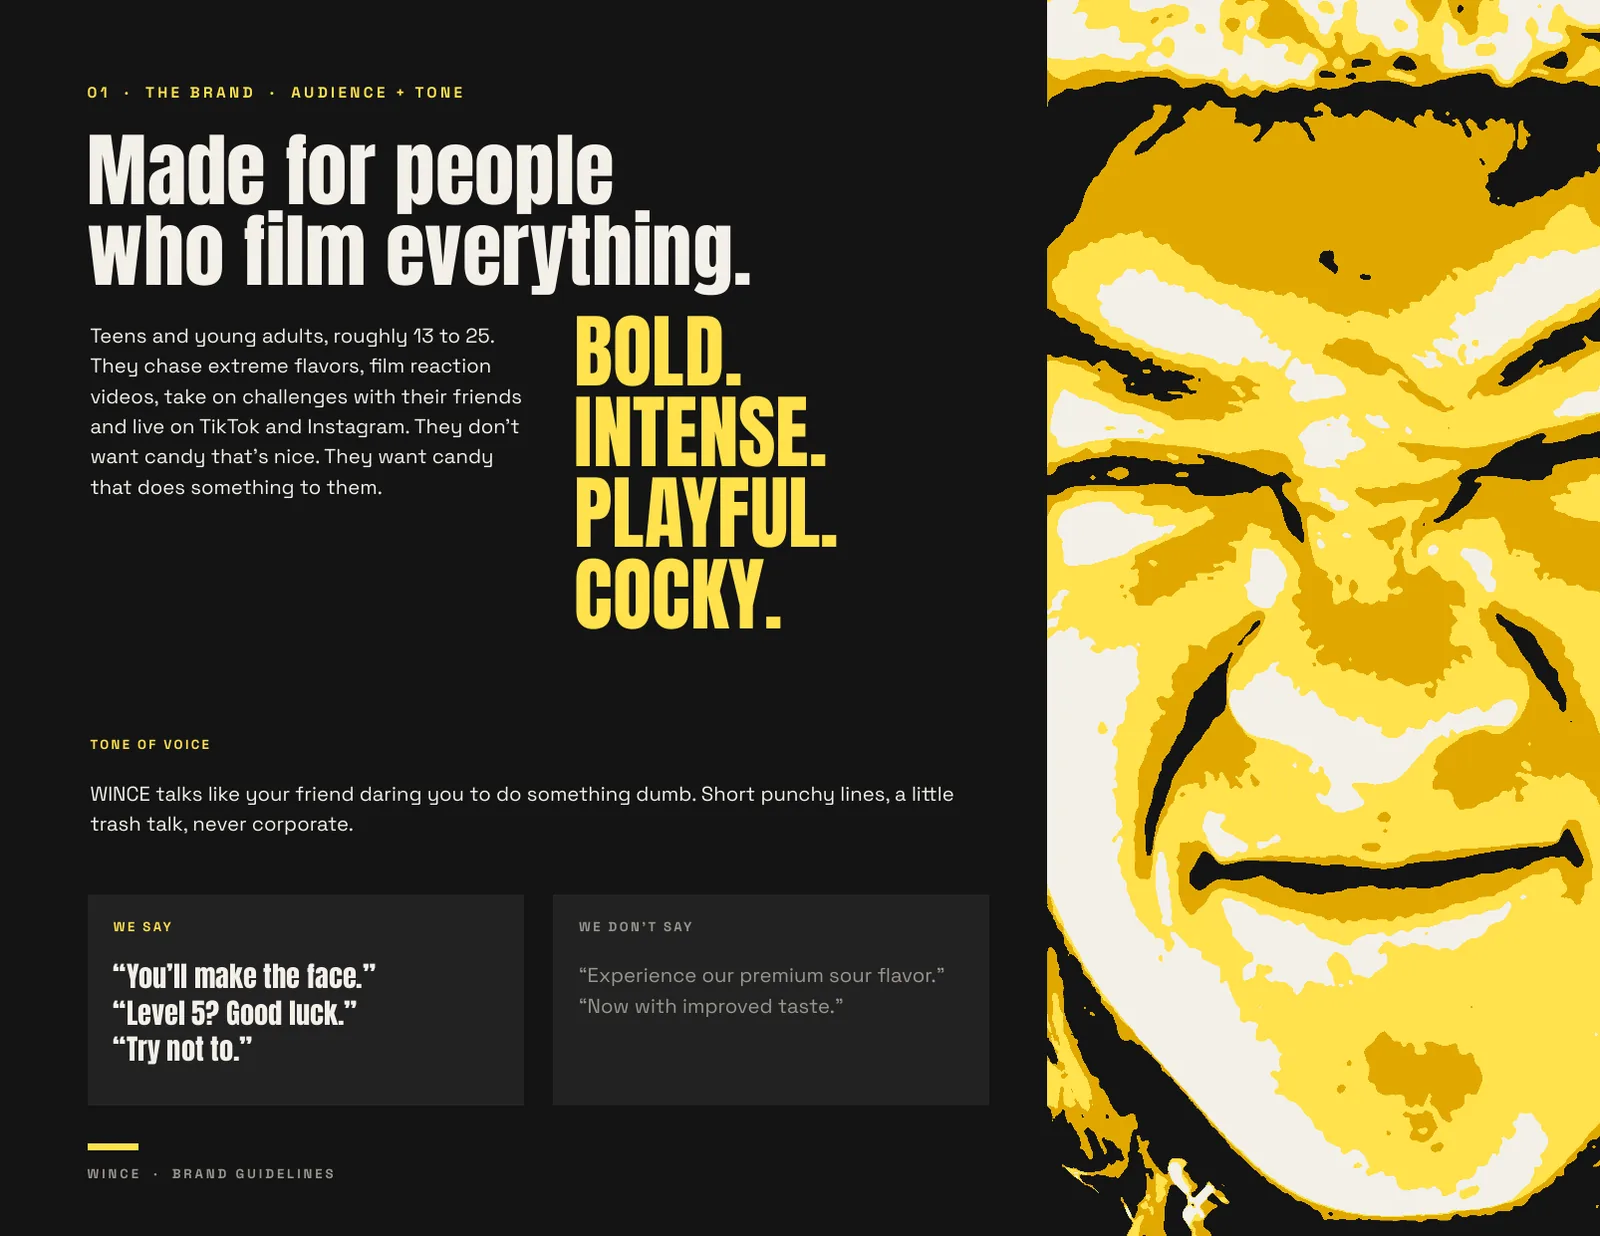 01 · THE BRAND · AUDIENCE + TONE
Made for people
who film everything.
Teens and young adults, roughly 13 to 25.
They chase extreme flavors, film reaction
videos, take on challenges with their friends
and live on TikTok and Instagram. They don’t
want candy that’s nice. They want candy
that does something to them.
BOLD.
INTENSE.
PLAYFUL.
COCKY.
TONE OF VOICE
WINCE talks like your friend daring you to do something dumb. Short punchy lines, a little
trash talk, never corporate.
WE SAY
“You’ll make the face.”
“Level 5? Good luck.”
“Try not to.”
WE DON’T SAY
“Experience our premium sour flavor.”
“Now with improved taste.”
WINCE · BRAND GUIDELINES